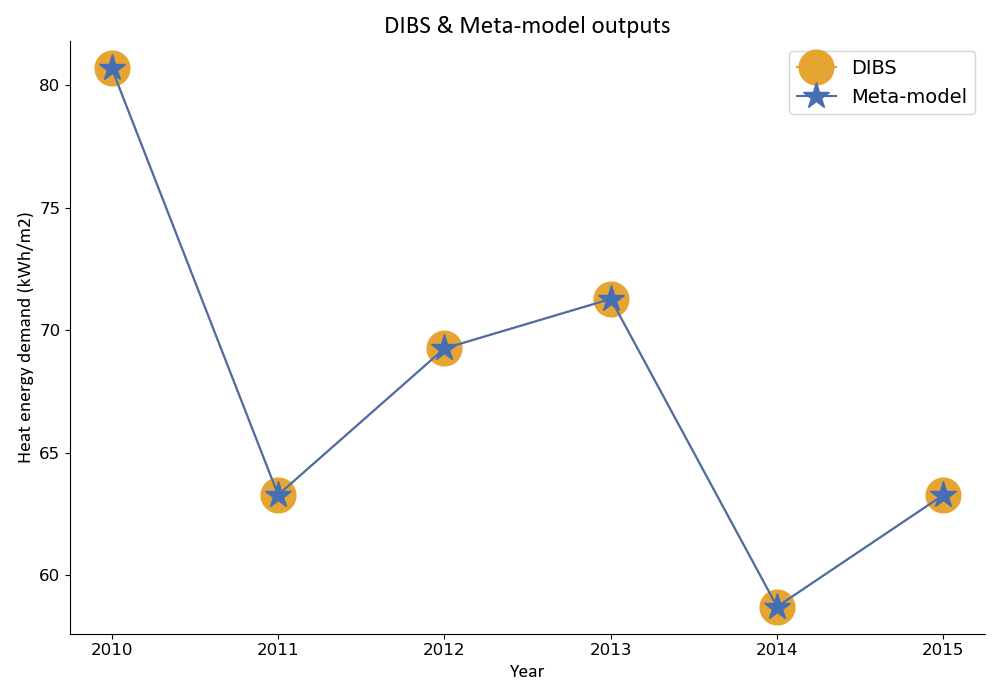 DIBS & Meta-model outputs
DIBS
Meta-model
Heat energy demand (kWh/m2)
80
75
70
65
60
2010 2011 2012 2013 2014 2015
Year